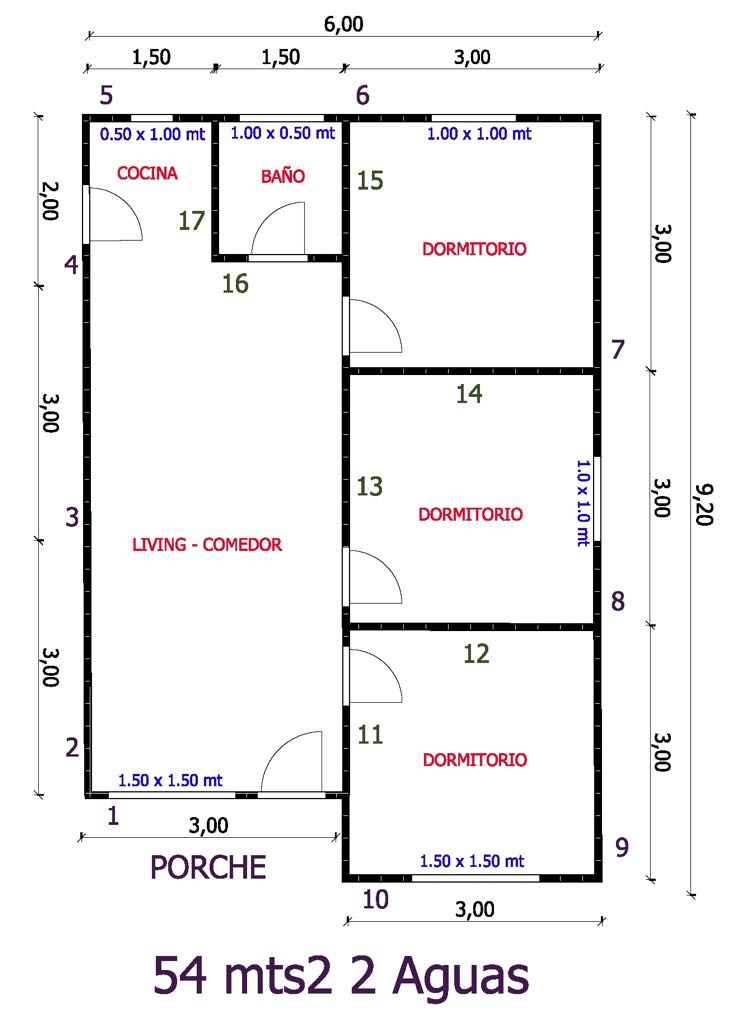 6,00
1,50 1,50 3,00
5 6
0.50 x 1.00 mt 1.00 x 0.50 mt 1.00 x 1.00 mt
COCINA BAÑO 15
2,00 17 DORMITORIO 3,00
4 16
7
14
3,00 13 1.0 x 1.0 mt 3,00 9,20
3 DORMITORIO
LIVING - COMEDOR
8
3,00 12
2 11 DORMITORIO 3,00
1.50 x 1.50 mt
1 3,00
PORCHE 1.50 x 1.50 mt 9
10 3,00
54 mts2 2 Aguas